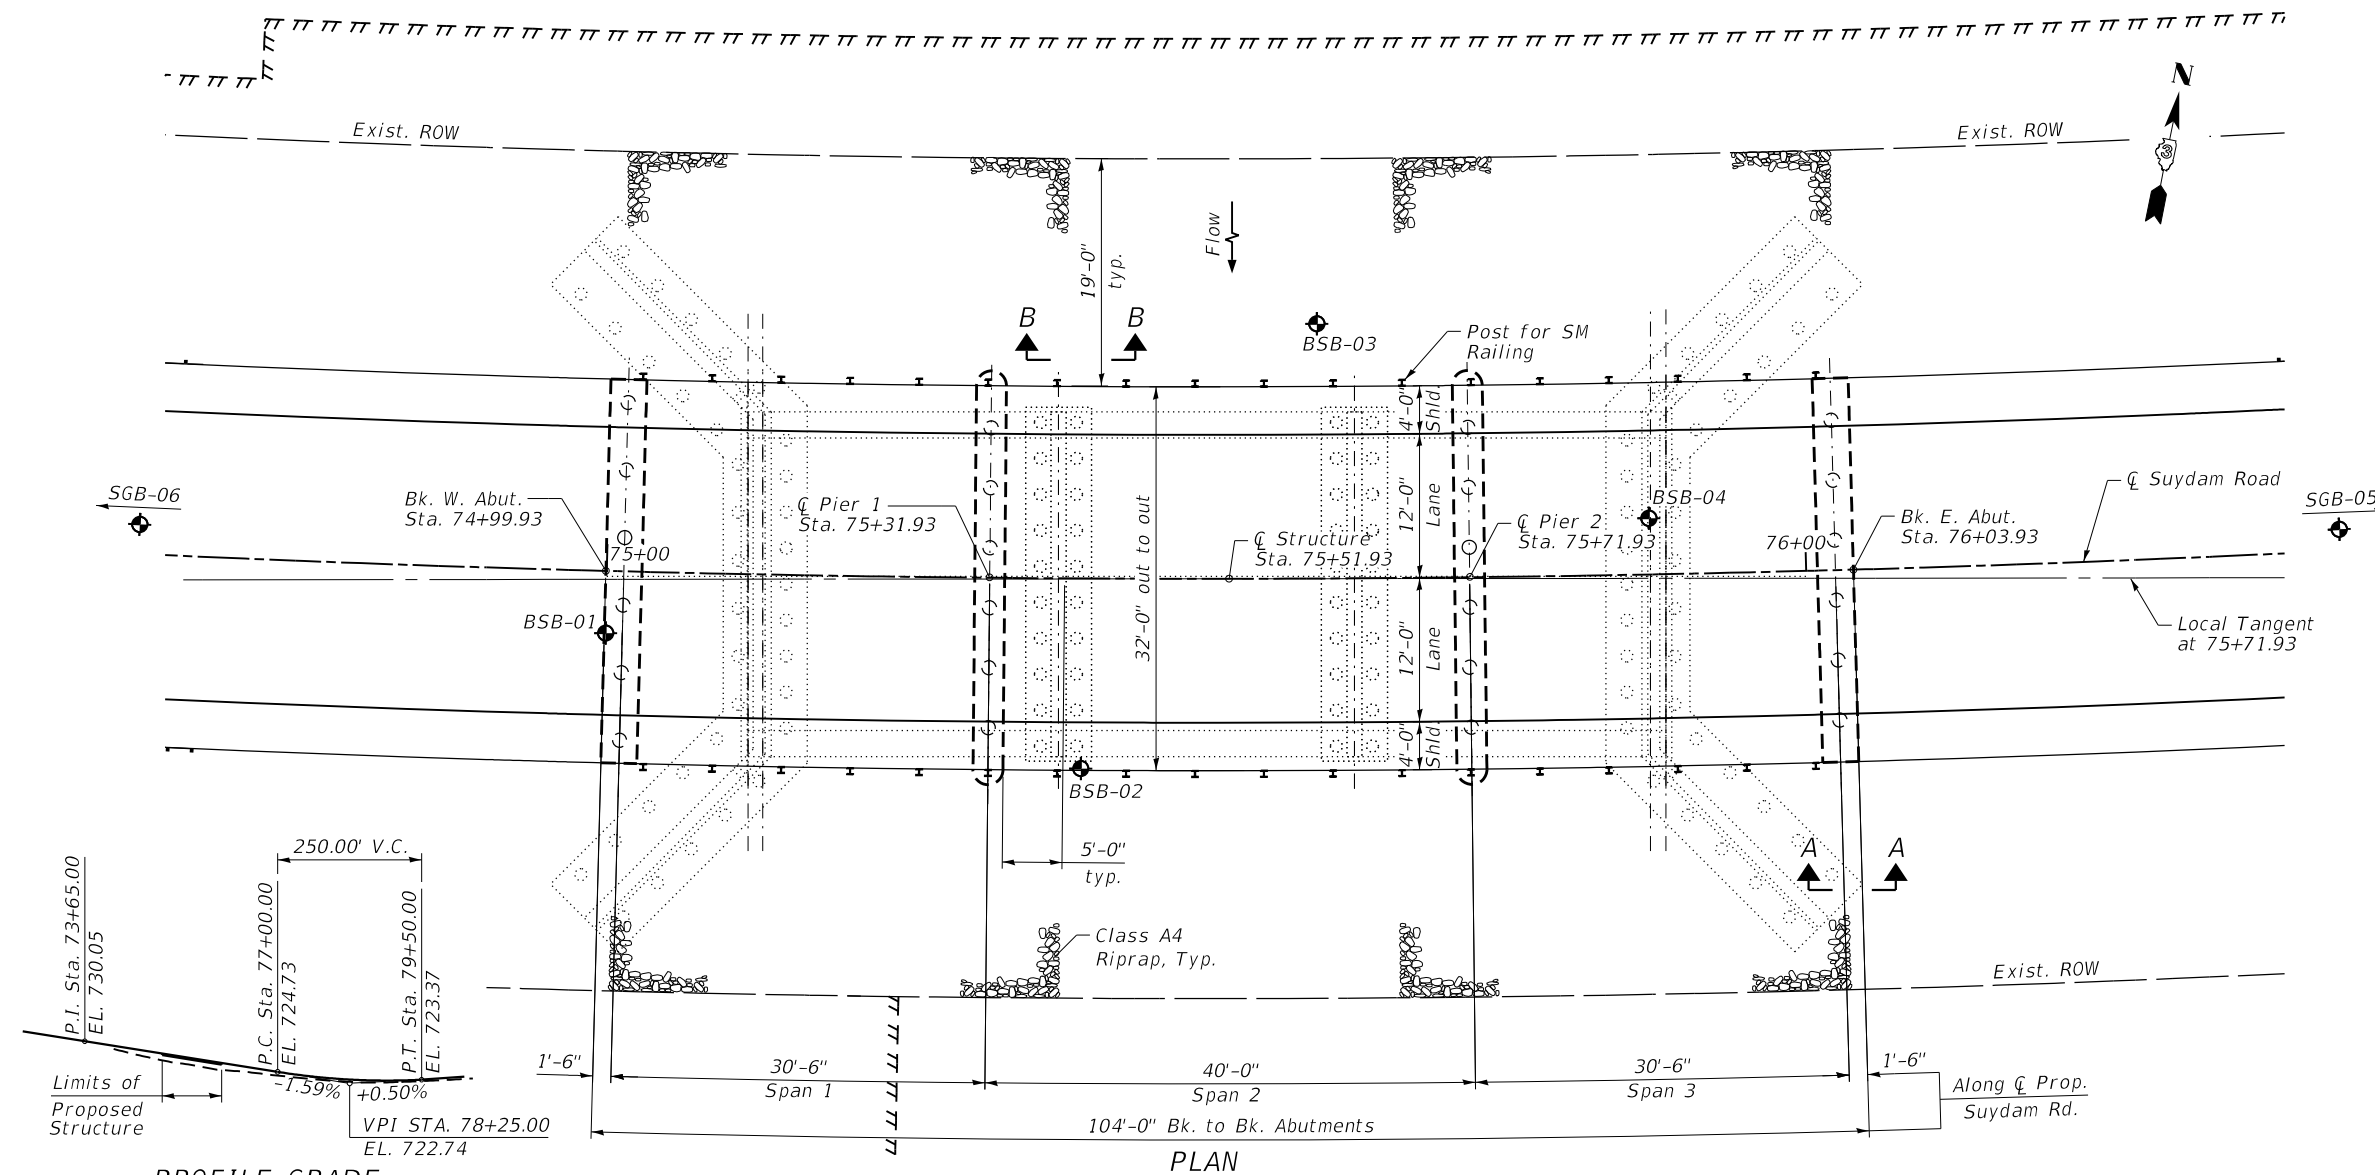 N
Exist. ROW
Exist. ROW
Flow
19'-0"
typ.
B
B
BSB-03
Post for SM
Railing
4'-0"
Shld.
12'-0"
Lane
12'-0"
Lane
4'-0"
Shld.
32'-0" out to out
SGB-06
Bk. W. Abut.
Sta. 74+99.93
75+00
℄ Pier 1
Sta. 75+31.93
℄ Structure
Sta. 75+51.93
℄ Pier 2
Sta. 75+71.93
BSB-04
76+00
Bk. E. Abut.
Sta. 76+03.93
℄ Suydam Road
SGB-05
BSB-01
Local Tangent
at 75+71.93
BSB-02
5'-0"
typ.
A
A
Class A4
Riprap, Typ.
Exist. ROW
250.00' V.C.
P.I. Sta. 73+65.00
EL. 730.05
P.C. Sta. 77+00.00
EL. 724.73
P.T. Sta. 79+50.00
EL. 723.37
-1.59%
+0.50%
Limits of
Proposed
Structure
VPI STA. 78+25.00
EL. 722.74
1'-6"
30'-6"
Span 1
40'-0"
Span 2
30'-6"
Span 3
1'-6"
Along ℄ Prop.
Suydam Rd.
104'-0" Bk. to Bk. Abutments
PLAN
PROFILE GRADE